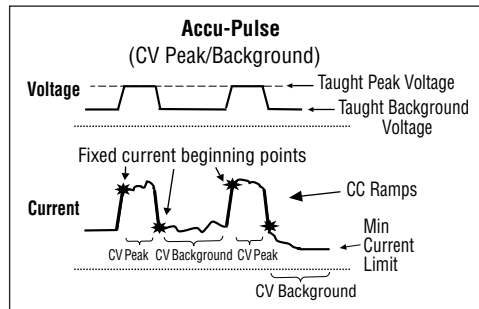 Accu-Pulse
(CV Peak/Background)
Voltage
Taught Peak Voltage
Taught Background
Voltage
Fixed current beginning points
Current
CC Ramps
Min
Current
Limit
CV Peak
CV Background
CV Peak
CV Background